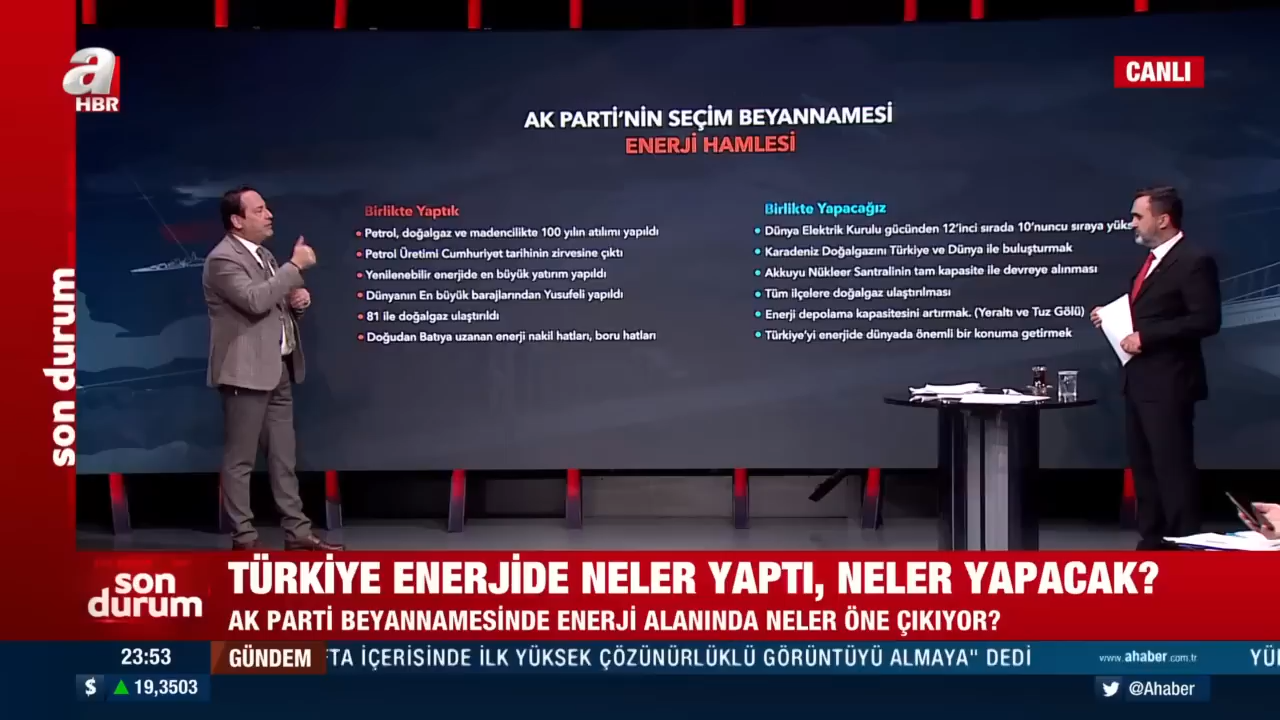 a
HBR
CANLI
AK PARTİ'NİN SEÇİM BEYANNAMESİ
ENERJİ HAMLESİ
Birlikte Yaptık
Petrol, doğalgaz ve madencilikte 100 yılın atılımı yapıldı
Petrol Üretimi Cumhuriyet tarihinin zirvesine çıktı
Yenilenebilir enerjide en büyük yatırım yapıldı
Dünyanın En büyük barajlarından Yusufeli yapıldı
81 ile doğalgaz ulaştırıldı
Doğudan Batıya uzanan enerji nakil hatları, boru hatları
Birlikte Yapacağız
Dünya Elektrik Kurulu gücünden 12'inci sırada 10'nuncu sıraya yüks
Karadeniz Doğalgazını Türkiye ve Dünya ile buluşturmak
Akkuyu Nükleer Santralinin tam kapasite ile devreye alınması
Tüm ilçelere doğalgaz ulaştırılması
Enerji depolama kapasitesini artırmak. (Yeraltı ve Tuz Gölü)
Türkiye'yi enerjide dünyada önemli bir konuma getirmek
son durum
son
durum
TÜRKİYE ENERJİDE NELER YAPTI, NELER YAPACAK?
AK PARTİ BEYANNAMESİNDE ENERJİ ALANINDA NELER ÖNE ÇIKIYOR?
23:53
GÜNDEM
FTA İÇERİSİNDE İLK YÜKSEK ÇÖZÜNÜRLÜKLÜ GÖRÜNTÜYÜ ALMAYA" DEDİ
www.ahaber.com.tr
$ 19,3503
@Ahaber